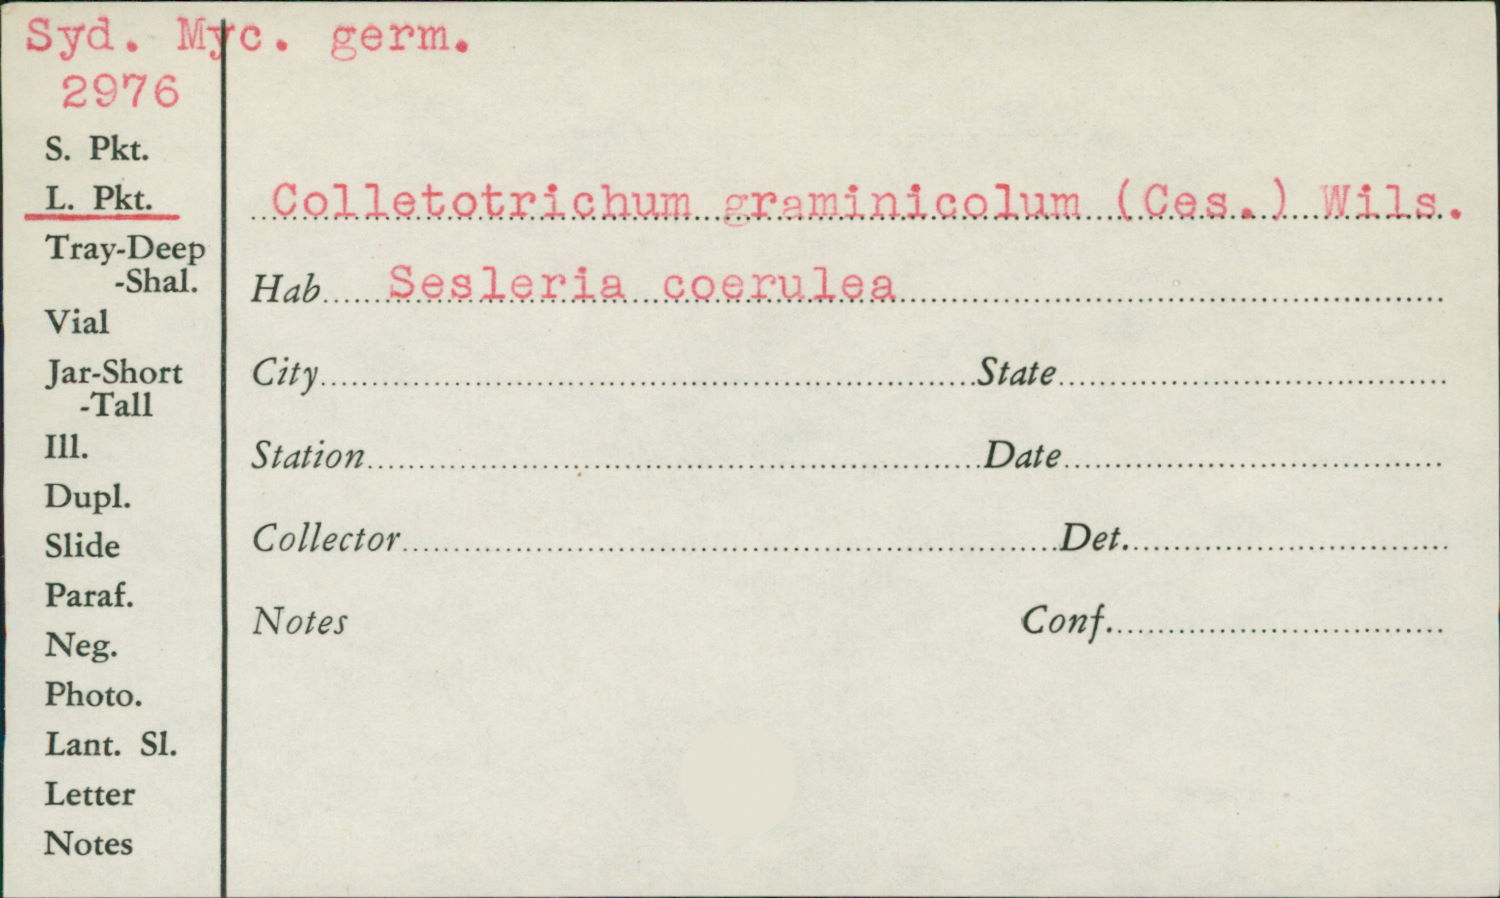 Syd. Myc. germ.
2976
S. Pkt.
L. Pkt.
Tray-Deep
-Shal.
Vial
Jar-Short
-Tall
Ill.
Dupl.
Slide
Paraf.
Neg.
Photo.
Lant. Sl.
Letter
Notes
Colletotrichum graminicolum (Ces.) Wils.
Hab Sesleria coerulea
City State
Station Date
Collector Det.
Notes Conf.